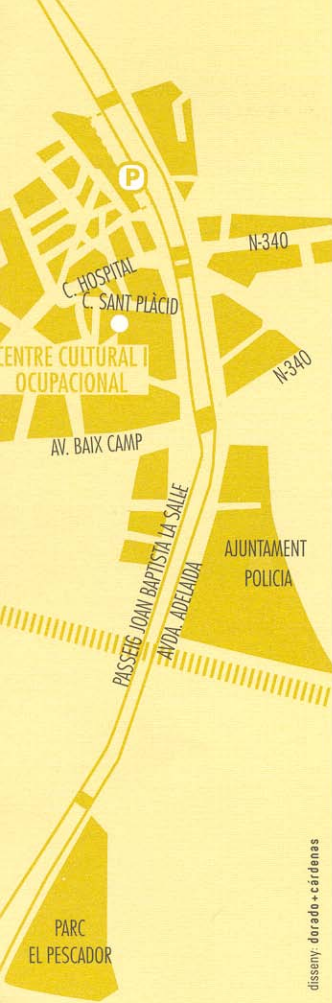 P
N-340
C. HOSPITAL
C. SANT PLÀCID
CENTRE CULTURAL I
OCUPACIONAL
N-340
AV. BAIX CAMP
PASSEIG JOAN BAPTISTA LA SALLE
AVDA. ADELAIDA
AJUNTAMENT
POLICIA
PARC
EL PESCADOR
disseny: dorado+cárdenas